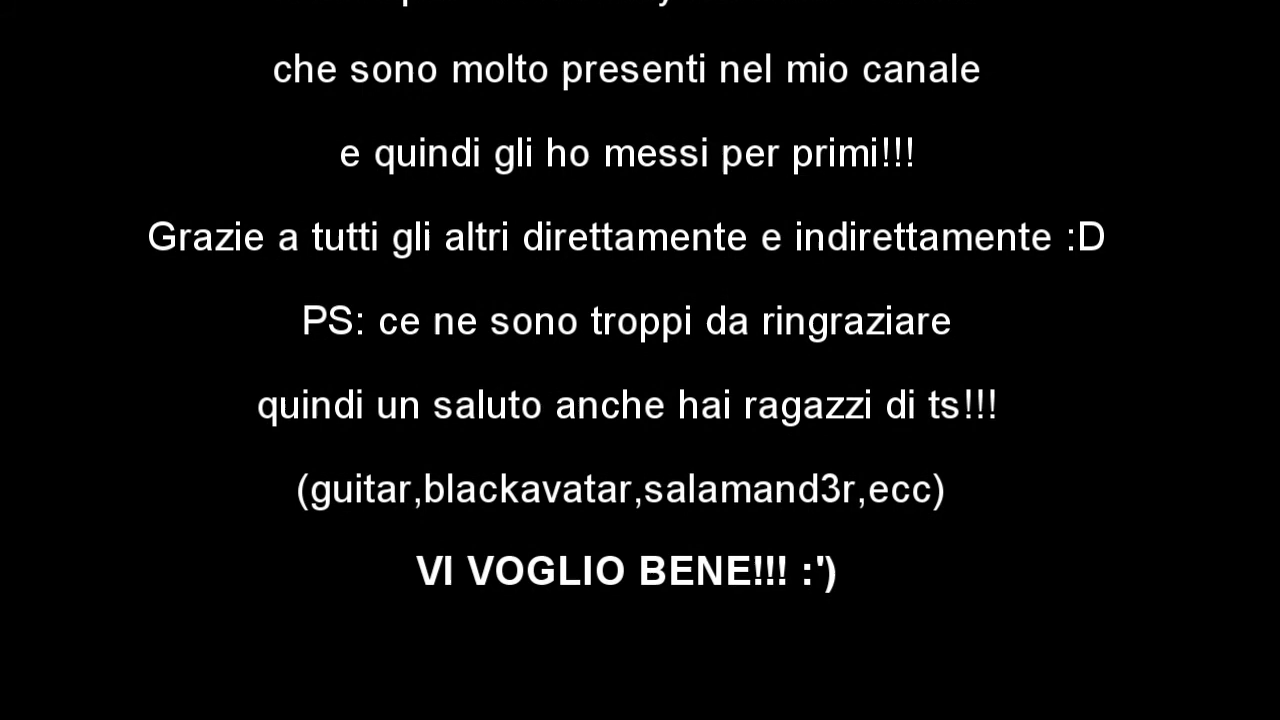 che sono molto presenti nel mio canale
e quindi gli ho messi per primi!!!
Grazie a tutti gli altri direttamente e indirettamente :D
PS: ce ne sono troppi da ringraziare
quindi un saluto anche hai ragazzi di ts!!!
(guitar,blackavatar,salamand3r,ecc)
VI VOGLIO BENE!!! :')